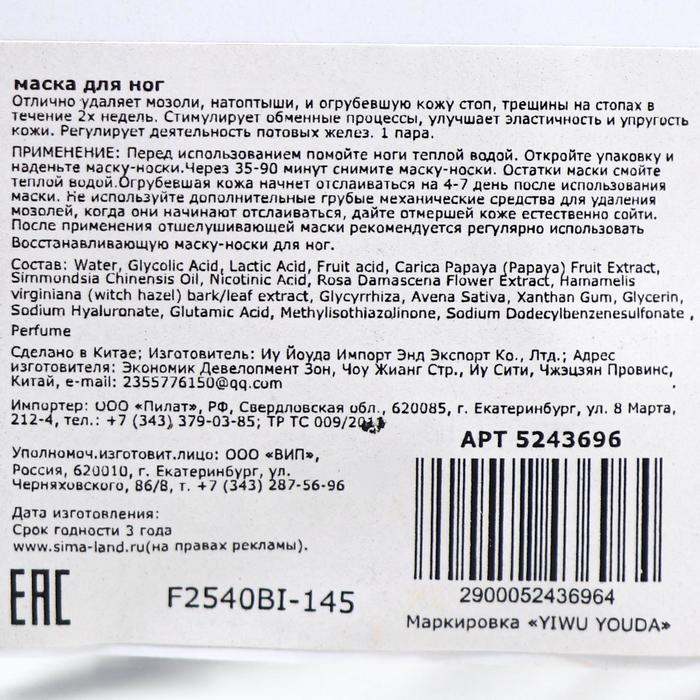 маска для ног
Отлично удаляет мозоли, натоптыши, и огрубевшую кожу стоп, трещины на стопах в
течение 2х недель. Стимулирует обменные процессы, улучшает эластичность и упругость
кожи. Регулирует деятельность потовых желез. 1 пара.
ПРИМЕНЕНИЕ: Перед использованием помойте ноги теплой водой. Откройте упаковку и
наденьте маску-носки.Через 35-90 минут снимите маску-носки. Остатки маски смойте
теплой водой.Огрубевшая кожа начнет отслаиваться на 4-7 день после использования
маски. Не используйте дополнительные грубые механические средства для удаления
мозолей, когда они начинают отслаиваться, дайте отмершей коже естественно сойти.
После применения отшелушивающей маски рекомендуется регулярно использовать
Восстанавливающую маску-носки для ног.
Состав: Water, Glycolic Acid, Lactic Acid, Fruit acid, Carica Papaya (Papaya) Fruit Extract,
Simmondsia Chinensis Oil, Nicotinic Acid, Rosa Damascena Flower Extract, Hamamelis
virginiana (witch hazel) bark/leaf extract, Glycyrrhiza, Avena Sativa, Xanthan Gum, Glycerin,
Sodium Hyaluronate, Glutamic Acid, Methylisothiazolinone, Sodium Dodecylbenzenesulfonate ,
Perfume
Сделано в Китае; Изготовитель: Иу Йоуда Импорт Энд Экспорт Ко., Лтд.; Адрес
изготовителя: Экономик Девелопмент Зон, Чоу Жианг Стр., Иу Сити, Чжэцзян Провинс,
Китай, e-mail: 2355776150@qq.com
Импортер: ООО «Пилат», РФ, Свердловская обл., 620085, г. Екатеринбург, ул. 8 Марта,
212-4, тел.: +7 (343) 379-03-85; ТР ТС 009/2011
АРТ 5243696
Уполномоч.изготовит.лицо: ООО «ВИП»,
Россия, 620010, г. Екатеринбург, ул.
Черняховского, 86/8, т. +7 (343) 287-56-96
Дата изготовления:
Срок годности 3 года
www.sima-land.ru(на правах рекламы).
EAC
F2540BI-145
2900052436964
Маркировка «YIWU YOUDA»